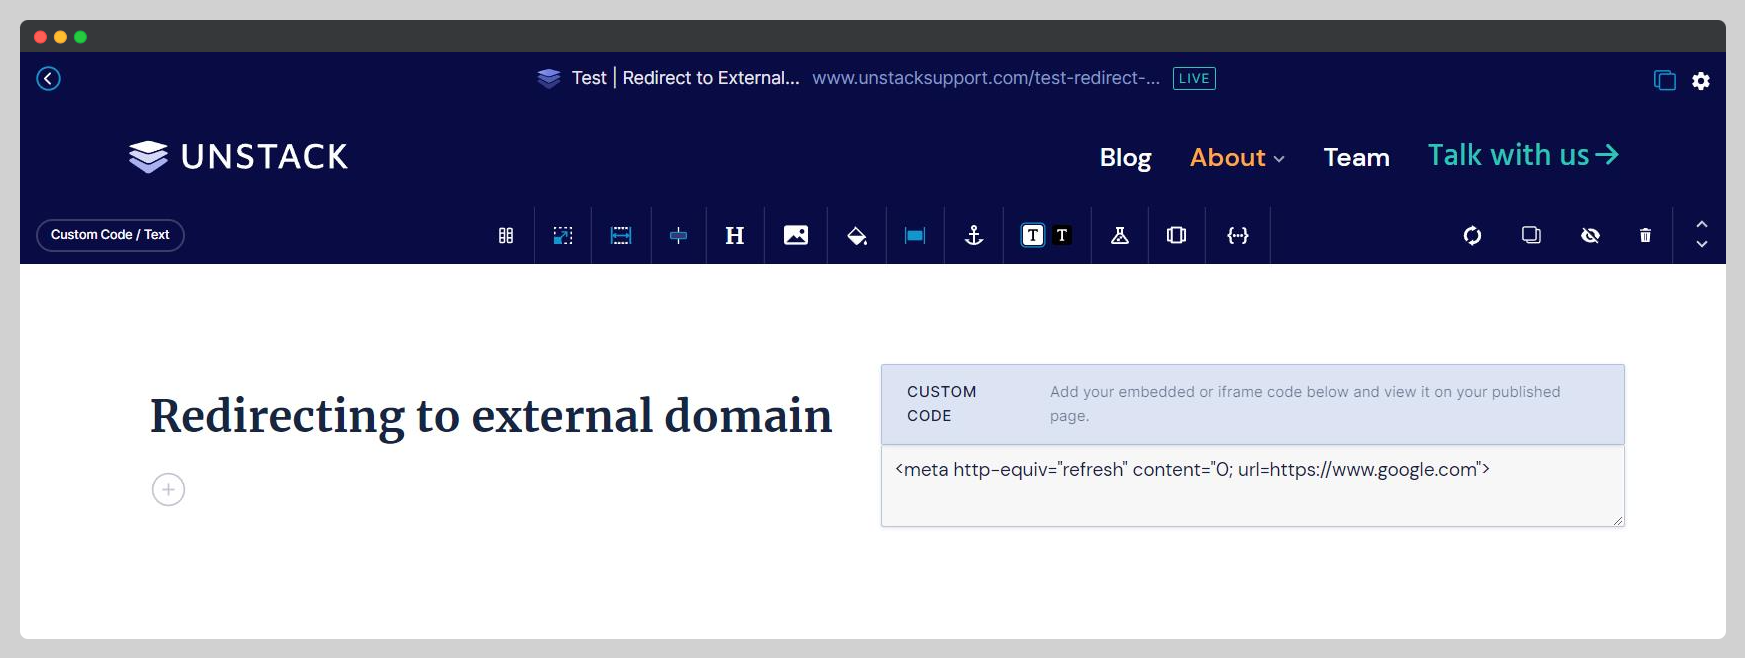 Test | Redirect to External... www.unstacksupport.com/test-redirect-... LIVE
UNSTACK
Blog About Team Talk with us→
Custom Code / Text
H T T {··}
Redirecting to external domain
CUSTOM CODE
Add your embedded or iframe code below and view it on your published
page.
<meta http-equiv="refresh" content="0; url=https://www.google.com">